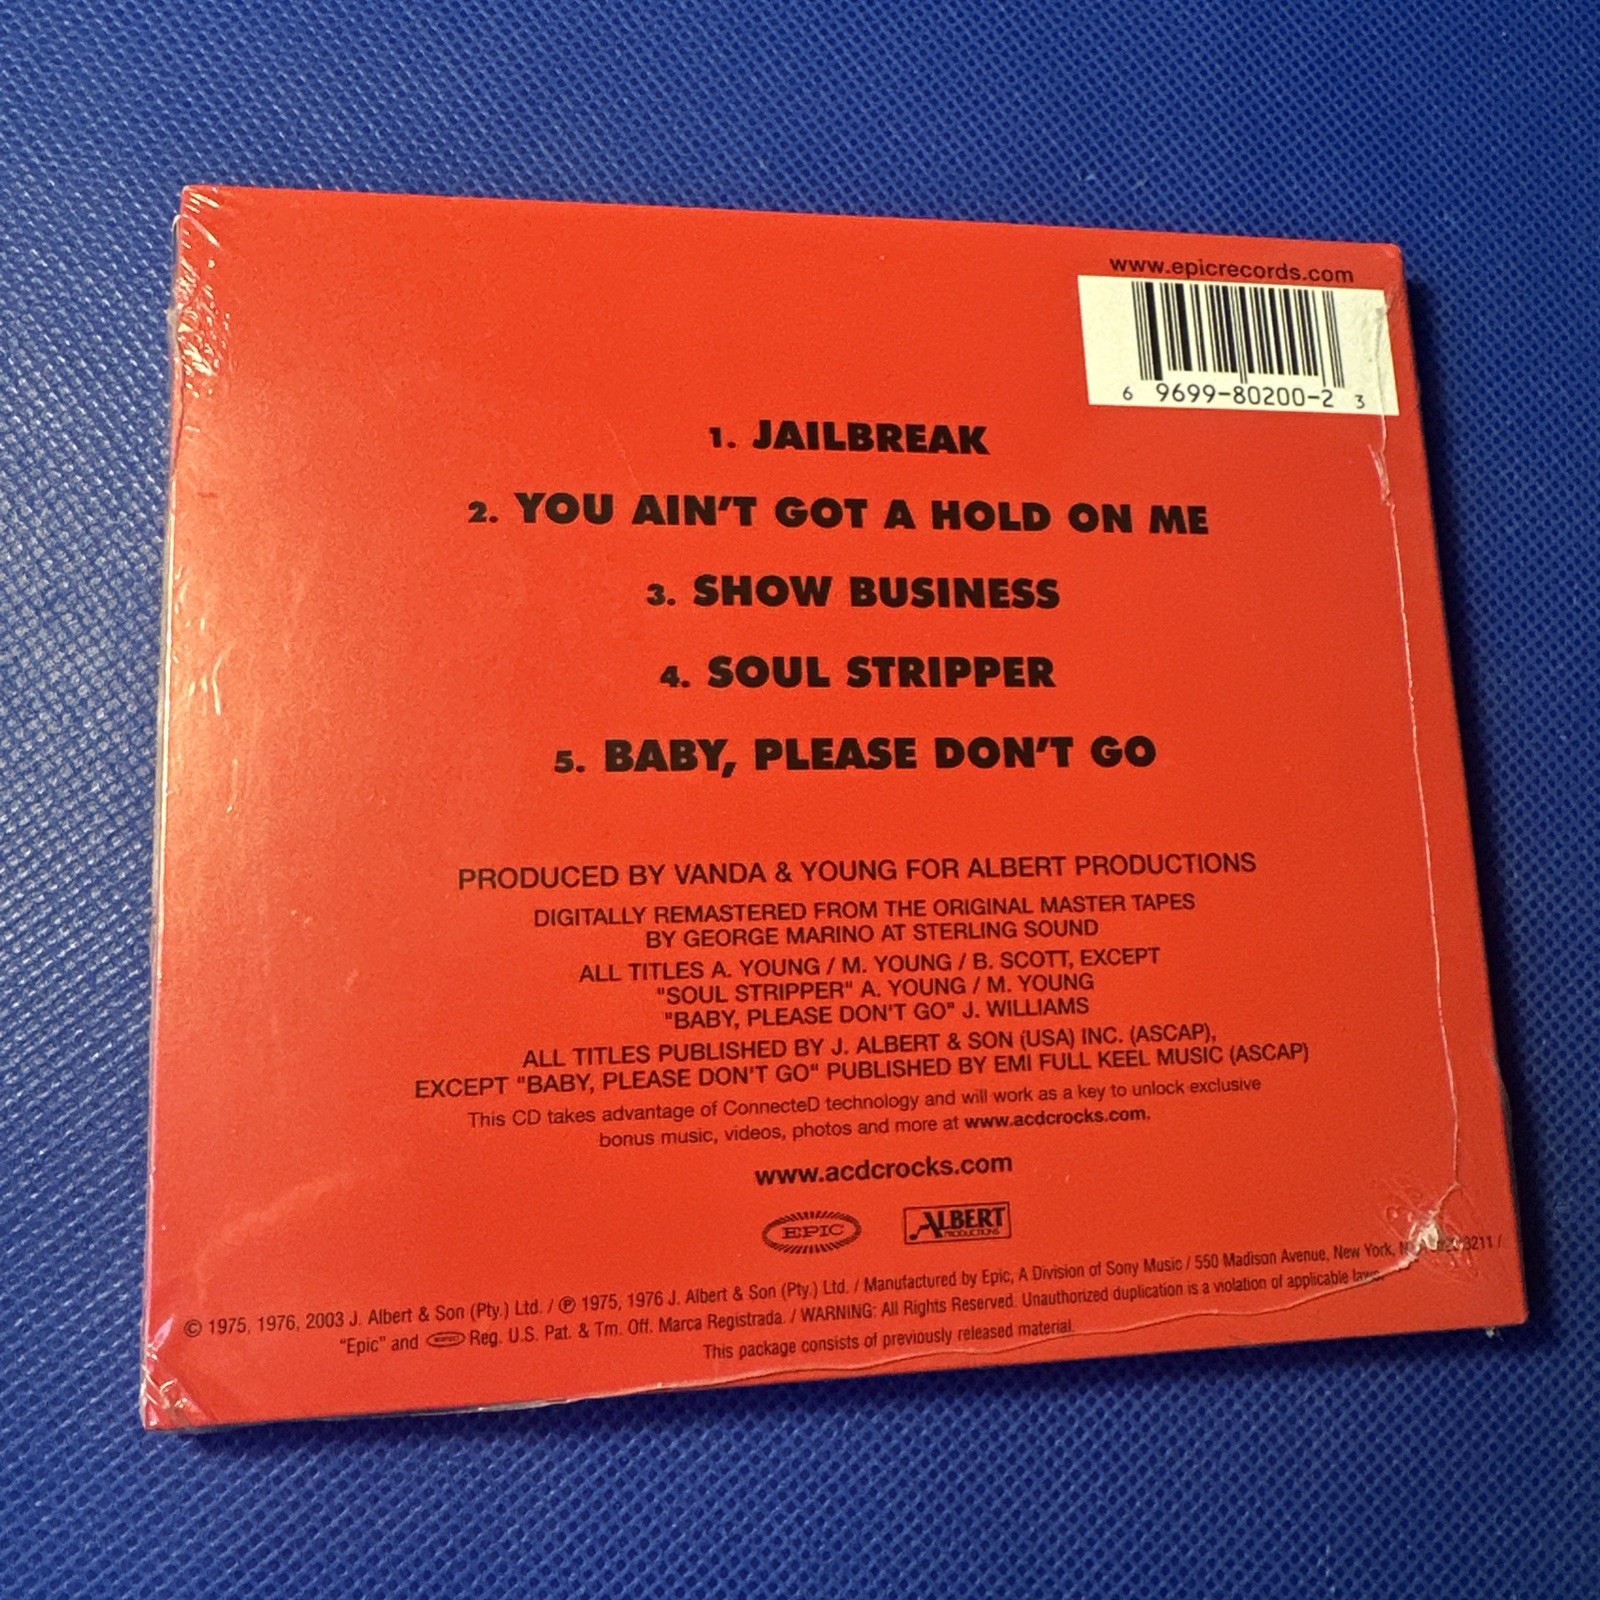 www.epicrecords.com
6 9699-80200-2 3
1. JAILBREAK
2. YOU AIN'T GOT A HOLD ON ME
3. SHOW BUSINESS
4. SOUL STRIPPER
5. BABY, PLEASE DON'T GO
PRODUCED BY VANDA & YOUNG FOR ALBERT PRODUCTIONS
DIGITALLY REMASTERED FROM THE ORIGINAL MASTER TAPES
BY GEORGE MARINO AT STERLING SOUND
ALL TITLES A. YOUNG / M. YOUNG / B. SCOTT, EXCEPT
"SOUL STRIPPER" A. YOUNG / M. YOUNG
"BABY, PLEASE DON'T GO" J. WILLIAMS
ALL TITLES PUBLISHED BY J. ALBERT & SON (USA) INC. (ASCAP),
EXCEPT "BABY, PLEASE DON'T GO" PUBLISHED BY EMI FULL KEEL MUSIC (ASCAP)
This CD takes advantage of ConnecteD technology and will work as a key to unlock exclusive
bonus music, videos, photos and more at www.acdcrocks.com.
www.acdcrocks.com
EPIC ALBERT
PRODUCTIONS
© 1975, 1976, 2003 J. Albert & Son (Pty.) Ltd. / ℗ 1975, 1976 J. Albert & Son (Pty.) Ltd. / Manufactured by Epic, A Division of Sony Music / 550 Madison Avenue, New York, /
"Epic" and EPIC Reg. U.S. Pat. & Tm. Off. Marca Registrada. / WARNING: All Rights Reserved. Unauthorized duplication is a violation of applicable laws.
This package consists of previously released material.